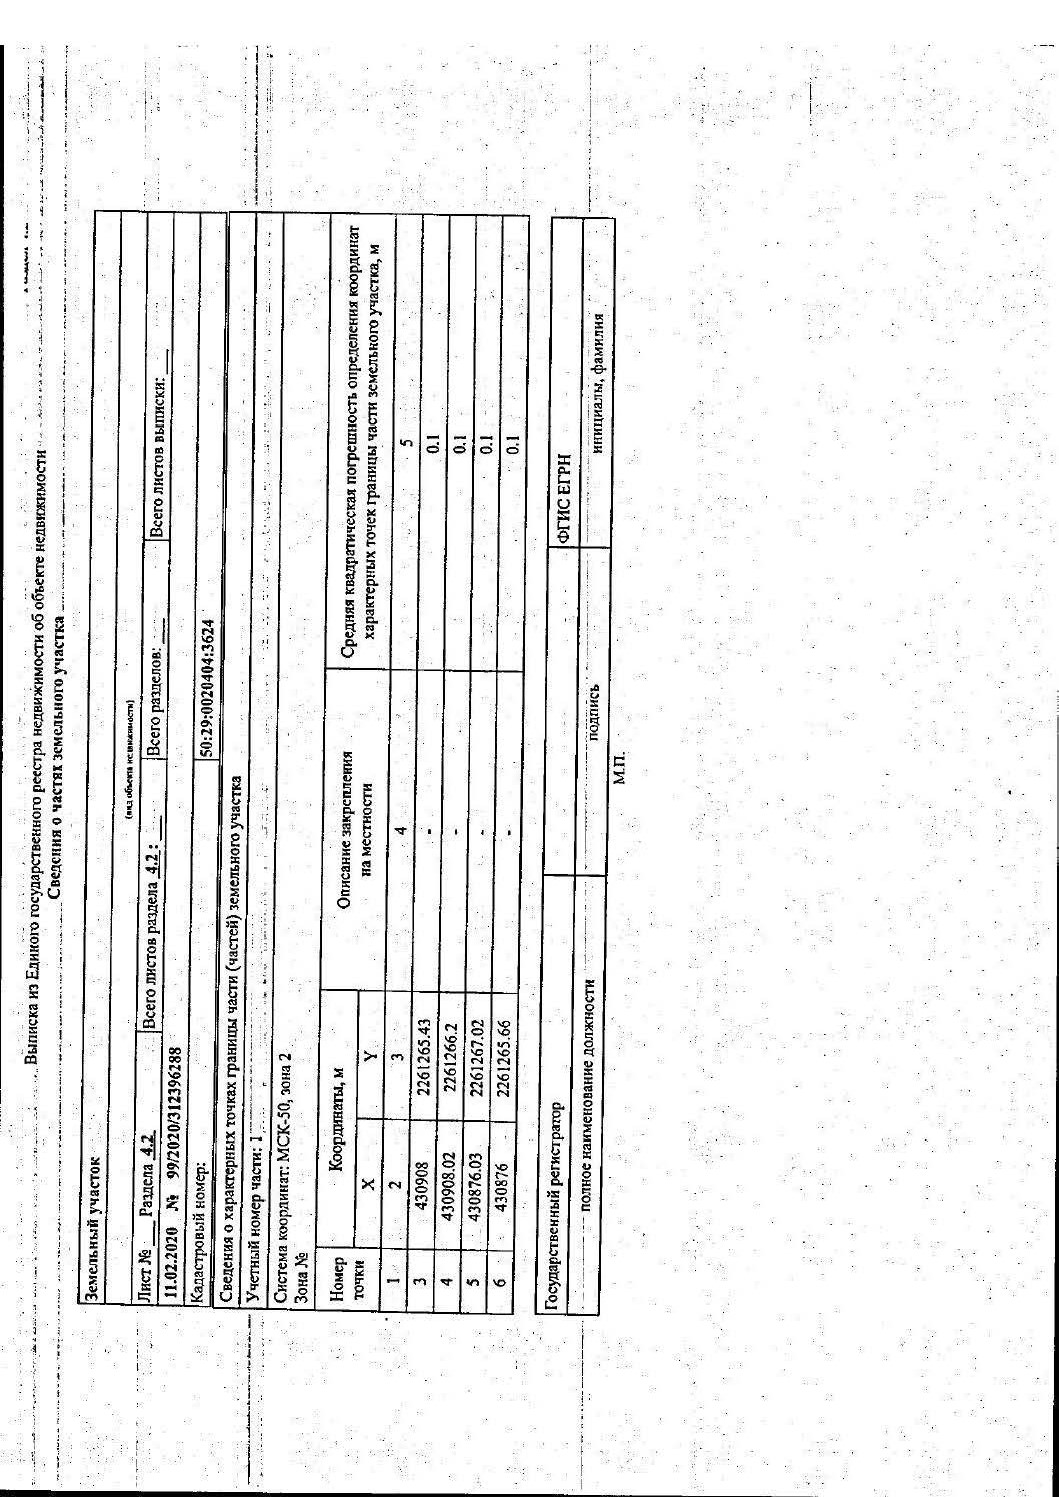 Выписка из Единого государственного реестра недвижимости об объекте недвижимости
Сведения о частях земельного участка
Земельный участок
(вид объекта недвижимости)
Лист № ___ Раздела 4.2 Всего листов раздела 4.2 : ___ Всего разделов: ___ Всего листов выписки: ___
11.02.2020 № 99/2020/312396288
Кадастровый номер: 50:29:0020404:3624
Сведения о характерных точках границы части (частей) земельного участка
Учетный номер части: 1
Система координат: МСК-50, зона 2
Зона №
Номер точки Координаты, м Описание закрепления на местности Средняя квадратическая погрешность определения координат характерных точек границы части земельного участка, м
X Y
1 2 3 4 5
3 430908 2261265.43 - 0.1
4 430908.02 2261266.2 - 0.1
5 430876.03 2261267.02 - 0.1
6 430876 2261265.66 - 0.1
Государственный регистратор ФГИС ЕГРН
полное наименование должности подпись инициалы, фамилия
М.П.